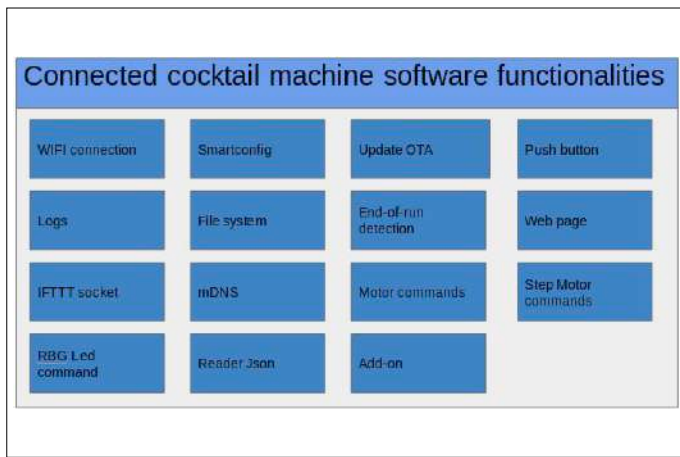 Connected cocktail machine software functionalities
WIFI connection
Smartconfig
Update OTA
Push button
Logs
File system
End-of-run
detection
Web page
IFTTT socket
mDNS
Motor commands
Step Motor
commands
RBG Led
command
Reader Json
Add-on